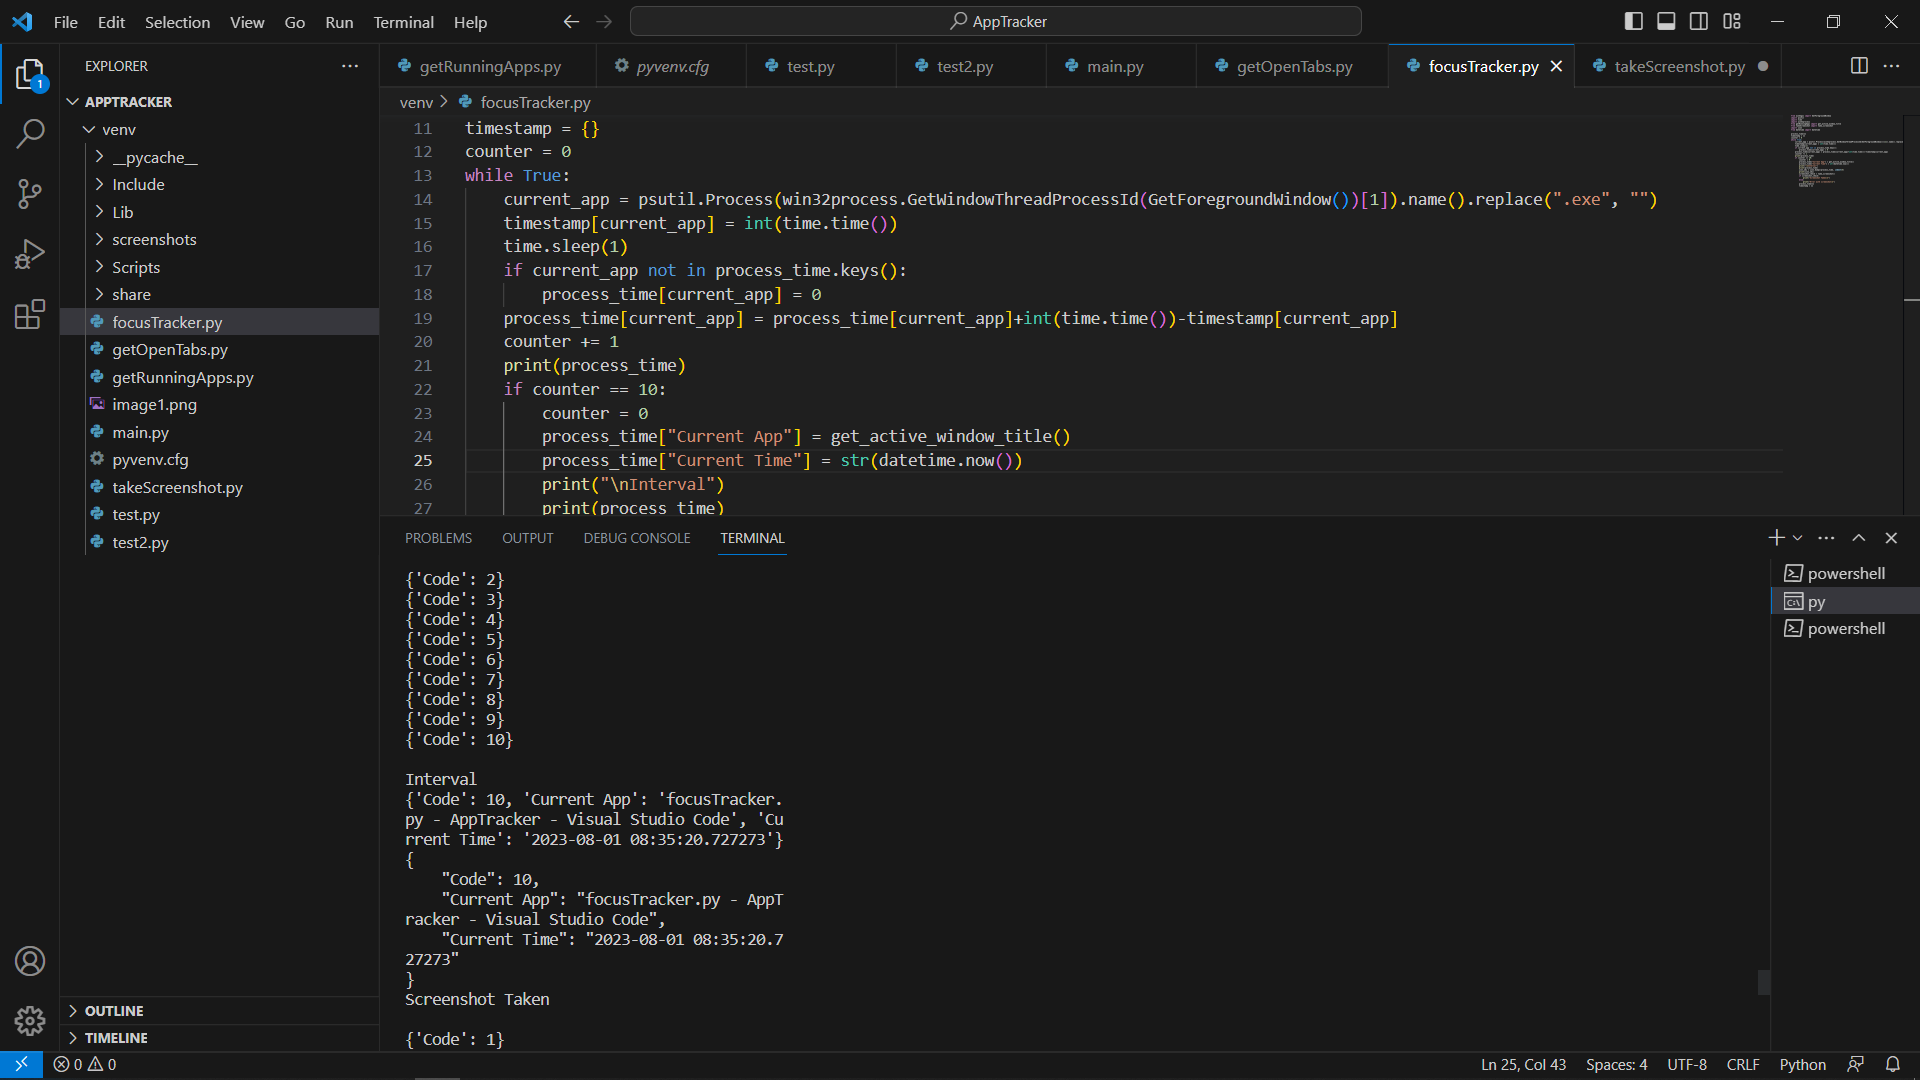 File Edit Selection View Go Run Terminal Help
AppTracker
EXPLORER
1
APPTRACKER
venv
__pycache__
Include
Lib
screenshots
Scripts
share
focusTracker.py
getOpenTabs.py
getRunningApps.py
image1.png
main.py
pyvenv.cfg
takeScreenshot.py
test.py
test2.py
OUTLINE
TIMELINE
getRunningApps.py pyvenv.cfg test.py test2.py main.py getOpenTabs.py focusTracker.py takeScreenshot.py
venv > focusTracker.py
11 timestamp = {}
12 counter = 0
13 while True:
14 current_app = psutil.Process(win32process.GetWindowThreadProcessId(GetForegroundWindow())[1]).name().replace(".exe", "")
15 timestamp[current_app] = int(time.time())
16 time.sleep(1)
17 if current_app not in process_time.keys():
18 process_time[current_app] = 0
19 process_time[current_app] = process_time[current_app]+int(time.time())-timestamp[current_app]
20 counter += 1
21 print(process_time)
22 if counter == 10:
23 counter = 0
24 process_time["Current App"] = get_active_window_title()
25 process_time["Current Time"] = str(datetime.now())
26 print("\nInterval")
27 print(process_time)
PROBLEMS OUTPUT DEBUG CONSOLE TERMINAL
{'Code': 2}
{'Code': 3}
{'Code': 4}
{'Code': 5}
{'Code': 6}
{'Code': 7}
{'Code': 8}
{'Code': 9}
{'Code': 10}
Interval
{'Code': 10, 'Current App': 'focusTracker.
py - AppTracker - Visual Studio Code', 'Cu
rrent Time': '2023-08-01 08:35:20.727273'}
{
"Code": 10,
"Current App": "focusTracker.py - AppT
racker - Visual Studio Code",
"Current Time": "2023-08-01 08:35:20.7
27273"
}
Screenshot Taken
{'Code': 1}
powershell
py
powershell
0 0
Ln 25, Col 43 Spaces: 4 UTF-8 CRLF Python